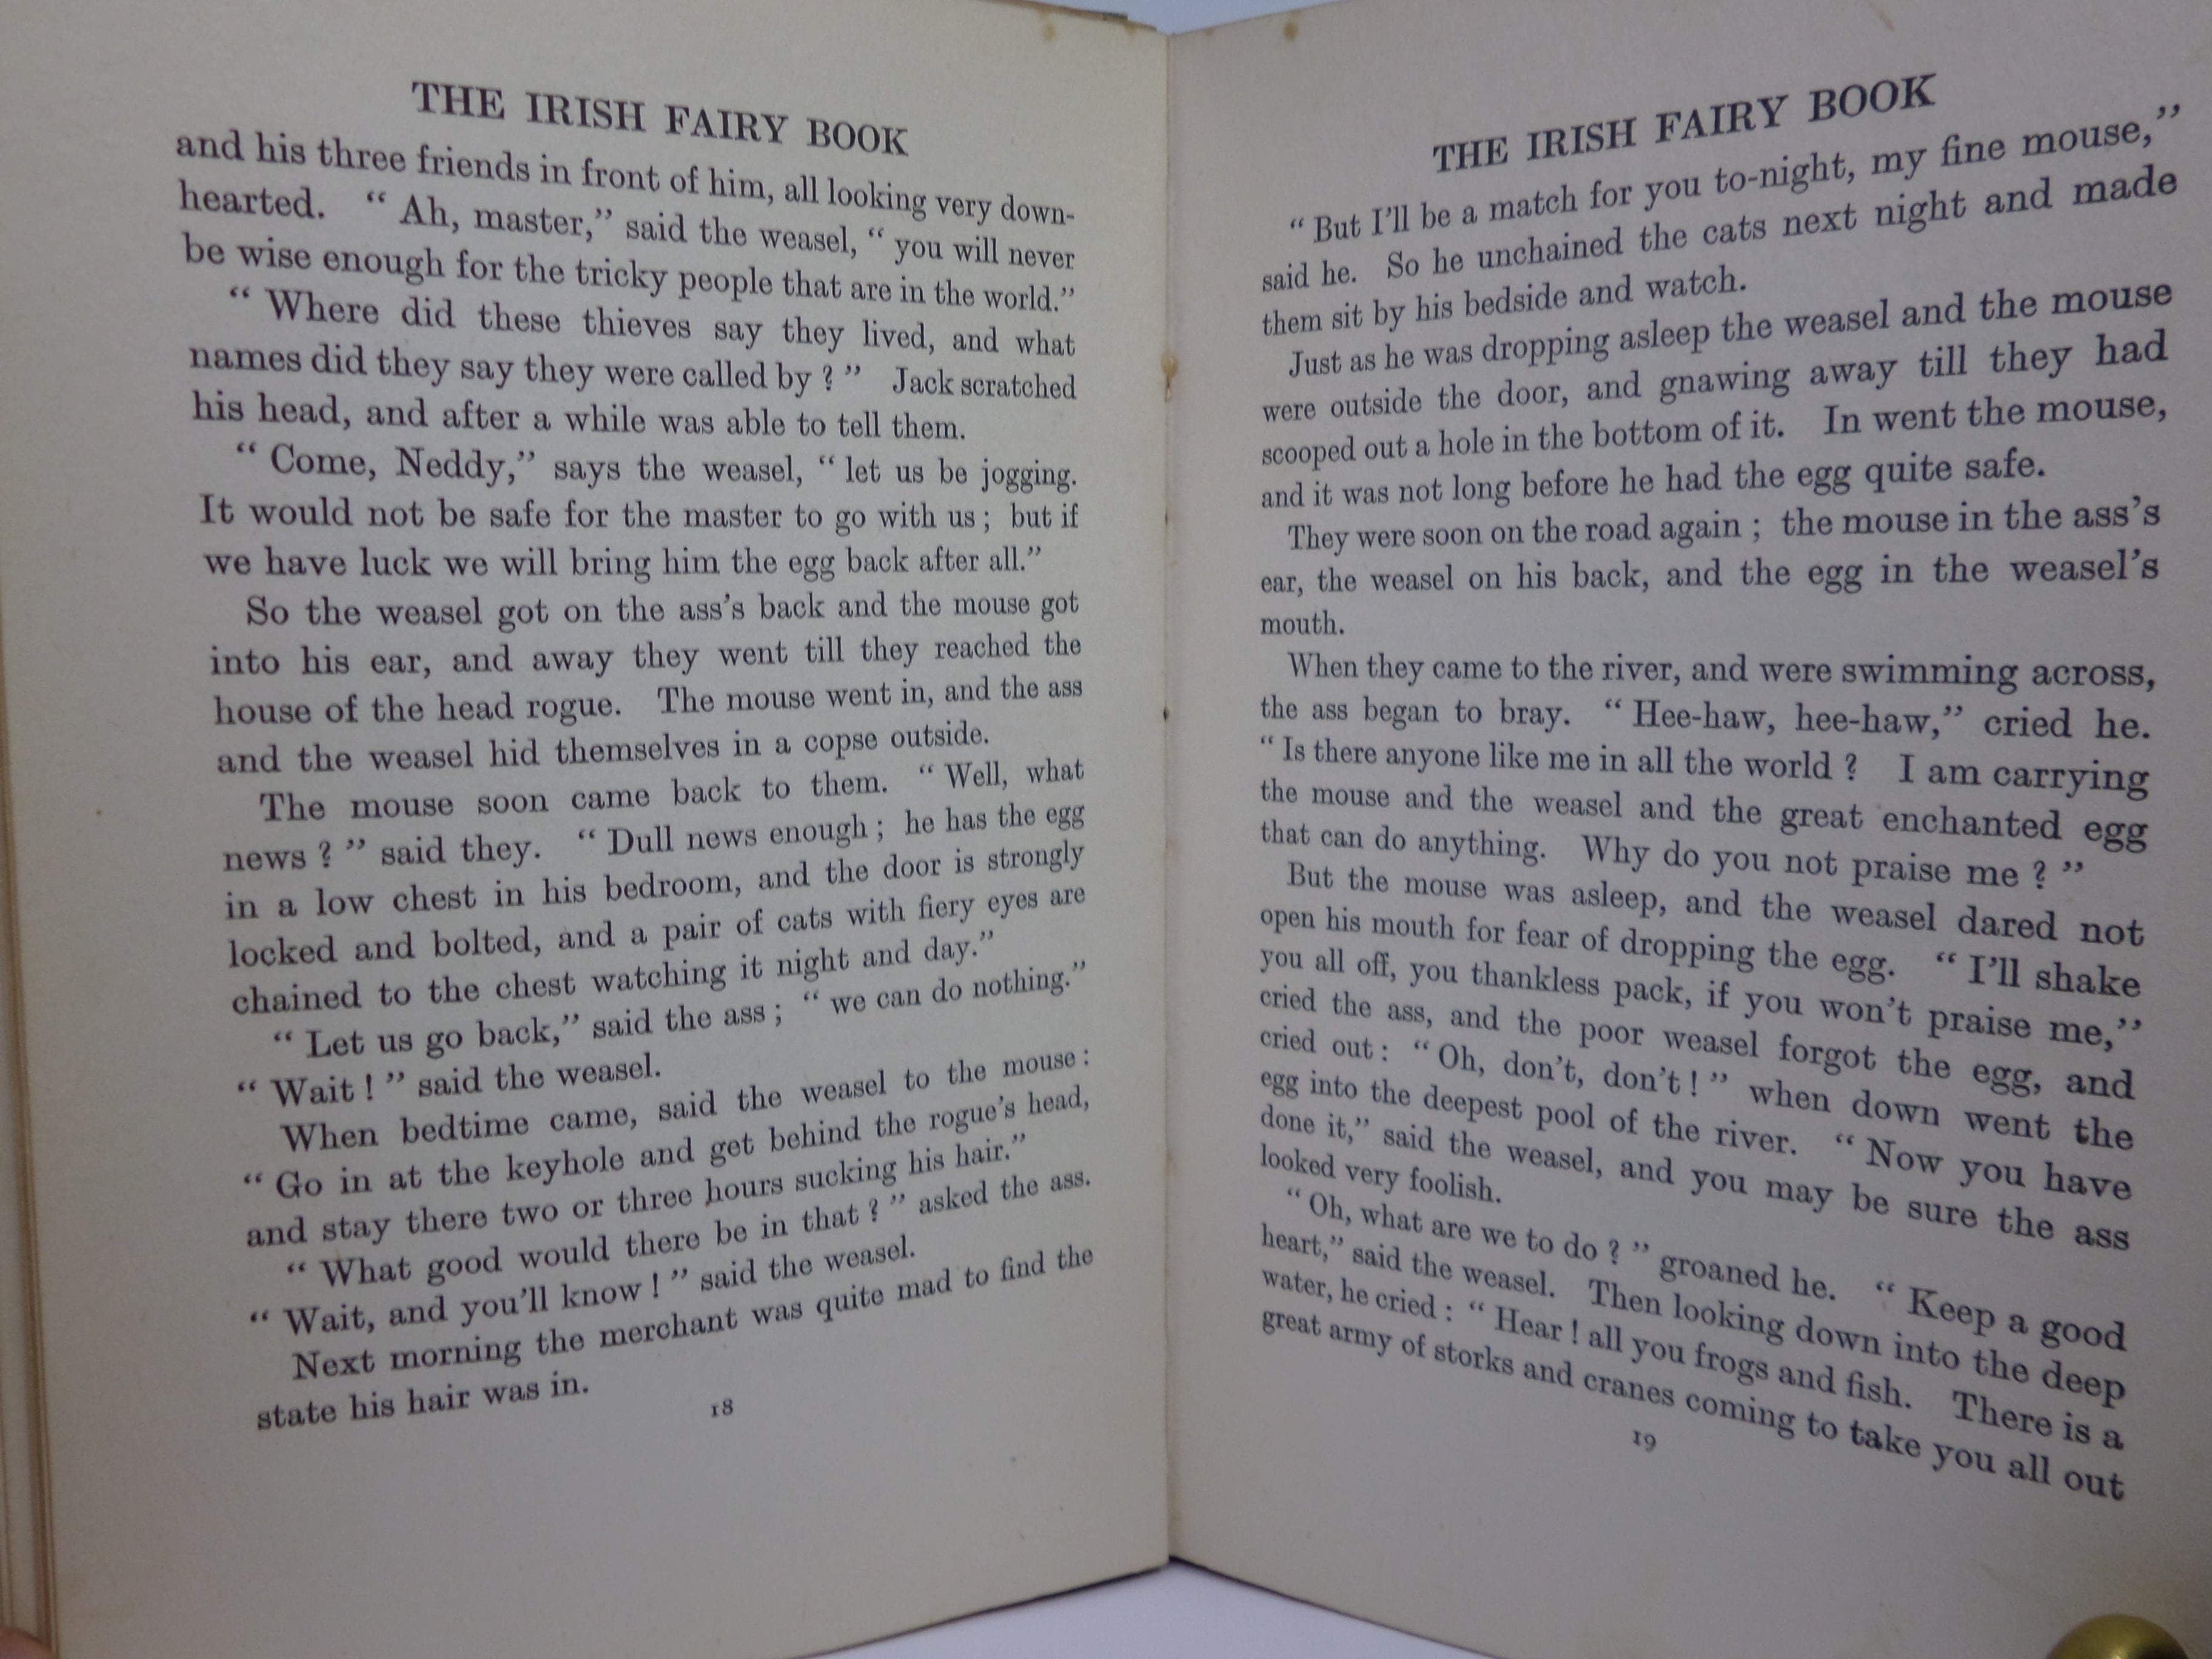 THE IRISH FAIRY BOOK
and his three friends in front of him, all looking very down-
hearted. “ Ah, master,” said the weasel, “ you will never
be wise enough for the tricky people that are in the world.”
“ Where did these thieves say they lived, and what
names did they say they were called by ? ” Jack scratched
his head, and after a while was able to tell them.
“ Come, Neddy,” says the weasel, “ let us be jogging.
It would not be safe for the master to go with us ; but if
we have luck we will bring him the egg back after all.”
So the weasel got on the ass’s back and the mouse got
into his ear, and away they went till they reached the
house of the head rogue. The mouse went in, and the ass
and the weasel hid themselves in a copse outside.
The mouse soon came back to them. “ Well, what
news ? ” said they. “ Dull news enough ; he has the egg
in a low chest in his bedroom, and the door is strongly
locked and bolted, and a pair of cats with fiery eyes are
chained to the chest watching it night and day.”
“ Let us go back,” said the ass ; “ we can do nothing.”
“ Wait ! ” said the weasel.
When bedtime came, said the weasel to the mouse :
“ Go in at the keyhole and get behind the rogue’s head,
and stay there two or three hours sucking his hair.”
“ What good would there be in that ? ” asked the ass.
“ Wait, and you’ll know ! ” said the weasel.
Next morning the merchant was quite mad to find the
state his hair was in.
18
THE IRISH FAIRY BOOK
“ But I’ll be a match for you to-night, my fine mouse,”
said he. So he unchained the cats next night and made
them sit by his bedside and watch.
Just as he was dropping asleep the weasel and the mouse
were outside the door, and gnawing away till they had
scooped out a hole in the bottom of it. In went the mouse,
and it was not long before he had the egg quite safe.
They were soon on the road again ; the mouse in the ass’s
ear, the weasel on his back, and the egg in the weasel’s
mouth.
When they came to the river, and were swimming across,
the ass began to bray. “ Hee-haw, hee-haw,” cried he.
“ Is there anyone like me in all the world ? I am carrying
the mouse and the weasel and the great enchanted egg
that can do anything. Why do you not praise me ? ”
But the mouse was asleep, and the weasel dared not
open his mouth for fear of dropping the egg. “ I’ll shake
you all off, you thankless pack, if you won’t praise me,”
cried the ass, and the poor weasel forgot the egg, and
cried out : “ Oh, don’t, don’t ! ” when down went the
egg into the deepest pool of the river. “ Now you have
done it,” said the weasel, and you may be sure the ass
looked very foolish.
“ Oh, what are we to do ? ” groaned he. “ Keep a good
heart,” said the weasel. Then looking down into the deep
water, he cried : “ Hear ! all you frogs and fish. There is a
great army of storks and cranes coming to take you all out
19